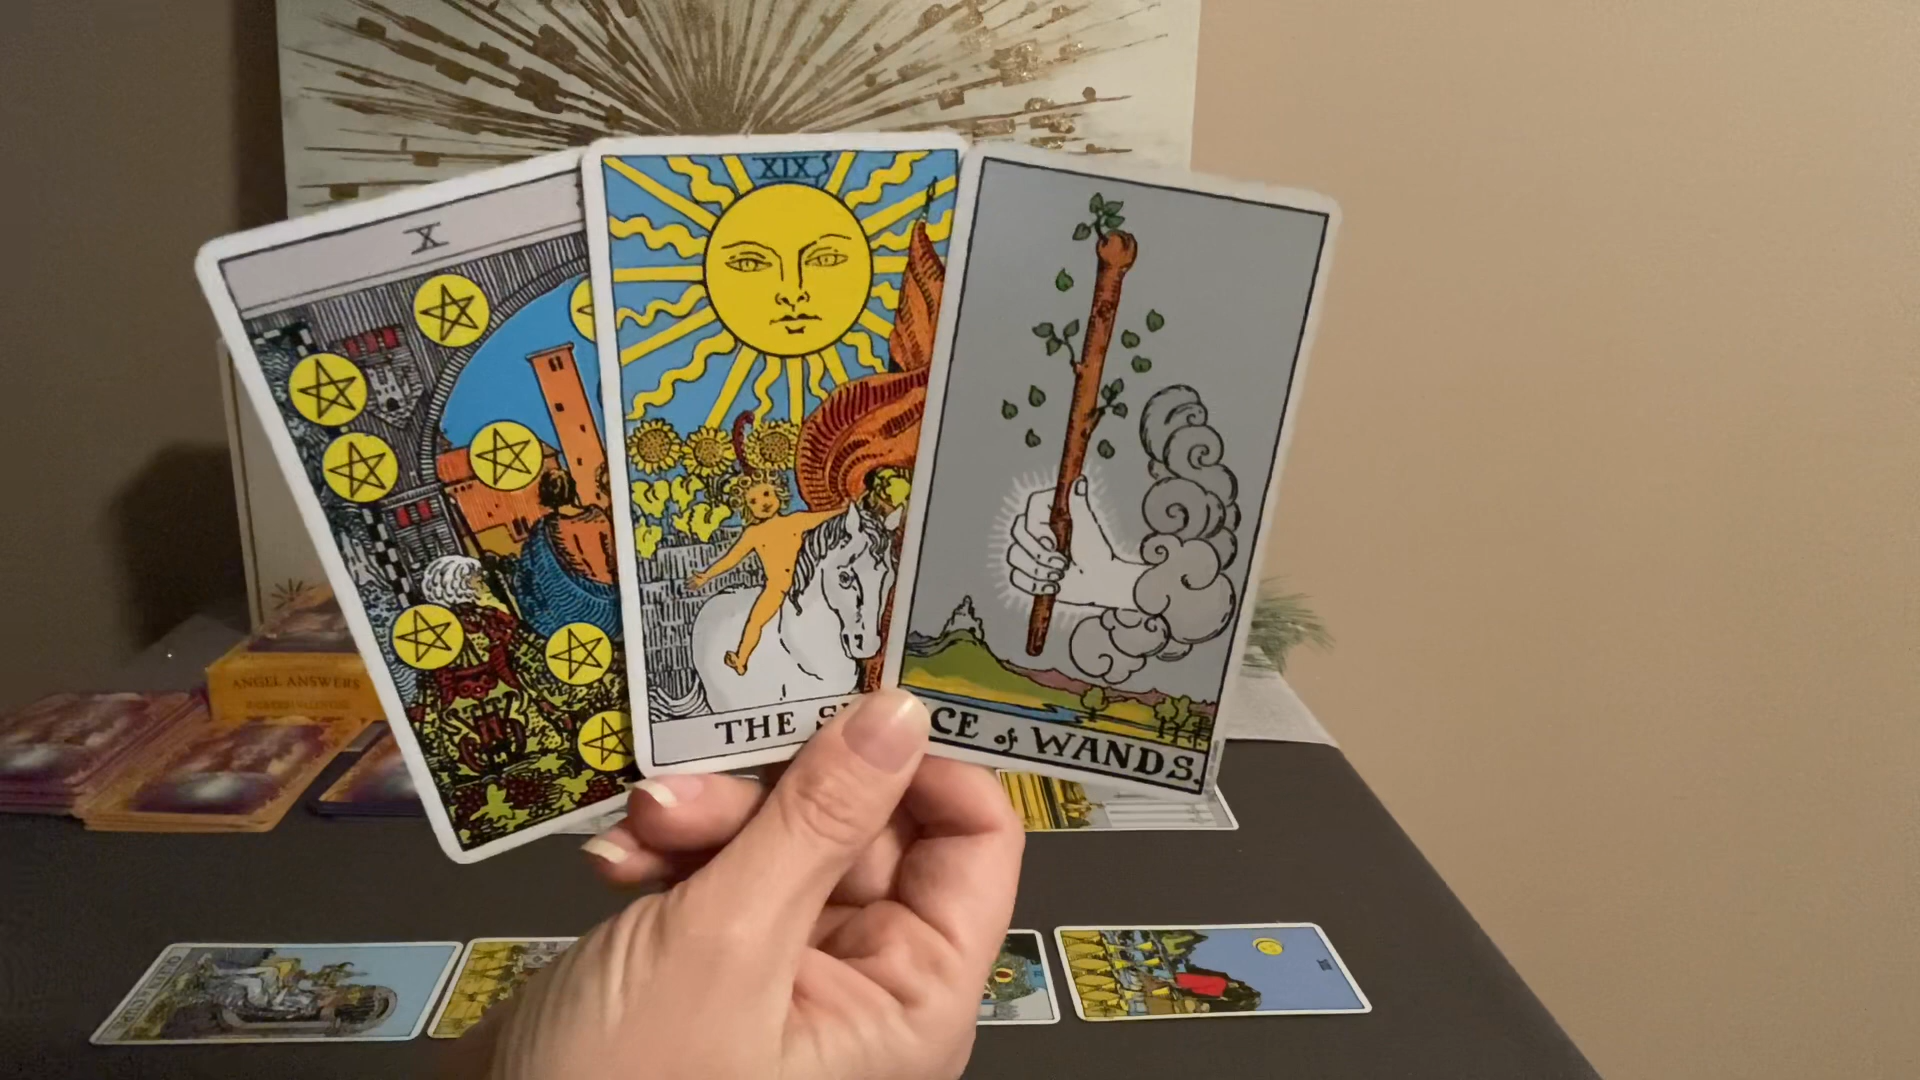 X
XIX
THE S
CE of WANDS.
ANGEL ANSWERS